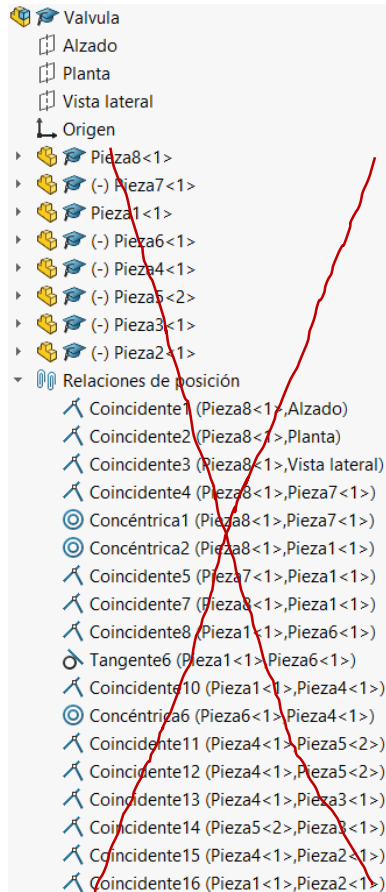 Valvula
Alzado
Planta
Vista lateral
Origen
Pieza8<1>
(-) Pieza7<1>
Pieza1<1>
(-) Pieza6<1>
(-) Pieza4<1>
(-) Pieza5<2>
(-) Pieza3<1>
(-) Pieza2<1>
Relaciones de posición
Coincidente1 (Pieza8<1>,Alzado)
Coincidente2 (Pieza8<1>,Planta)
Coincidente3 (Pieza8<1>,Vista lateral)
Coincidente4 (Pieza8<1>,Pieza7<1>)
Concéntrica1 (Pieza8<1>,Pieza7<1>)
Concéntrica2 (Pieza8<1>,Pieza1<1>)
Coincidente5 (Pieza7<1>,Pieza1<1>)
Coincidente7 (Pieza8<1>,Pieza1<1>)
Coincidente8 (Pieza1<1>,Pieza6<1>)
Tangente6 (Pieza1<1>,Pieza6<1>)
Coincidente10 (Pieza1<1>,Pieza4<1>)
Concéntrica6 (Pieza6<1>,Pieza4<1>)
Coincidente11 (Pieza4<1>,Pieza5<2>)
Coincidente12 (Pieza4<1>,Pieza5<2>)
Coincidente13 (Pieza4<1>,Pieza3<1>)
Coincidente14 (Pieza5<2>,Pieza3<1>)
Coincidente15 (Pieza4<1>,Pieza2<1>)
Coincidente16 (Pieza1<1>,Pieza2<1>)